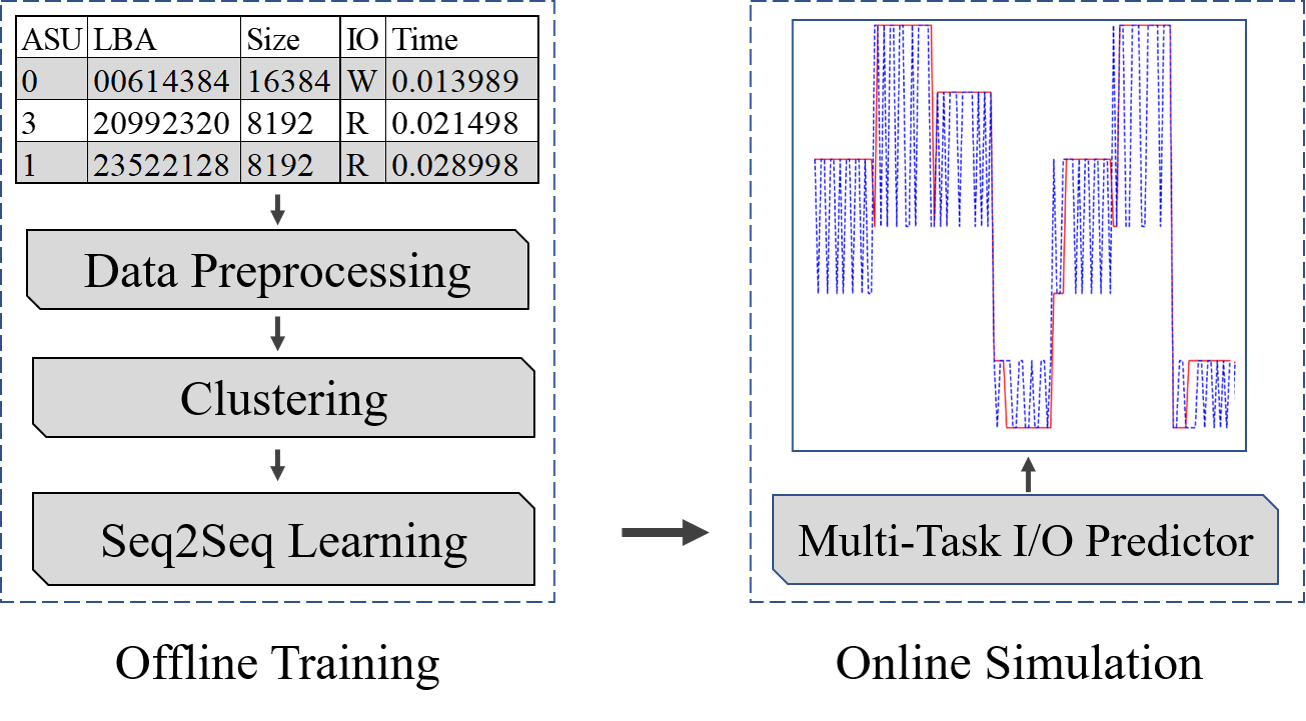 ASU LBA Size IO Time
0 00614384 16384 W 0.013989
3 20992320 8192 R 0.021498
1 23522128 8192 R 0.028998
Data Preprocessing
Clustering
Seq2Seq Learning
Offline Training
Multi-Task I/O Predictor
Online Simulation